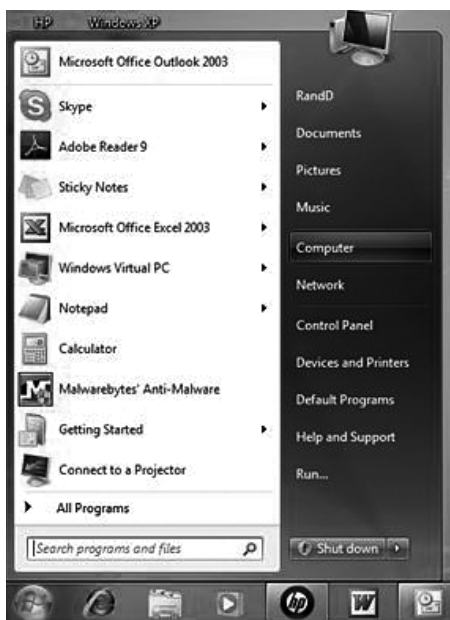 HP Windows XP
Microsoft Office Outlook 2003
Skype
Adobe Reader 9
Sticky Notes
Microsoft Office Excel 2003
Windows Virtual PC
Notepad
Calculator
Malwarebytes' Anti-Malware
Getting Started
Connect to a Projector
All Programs
Search programs and files
RandD
Documents
Pictures
Music
Computer
Network
Control Panel
Devices and Printers
Default Programs
Help and Support
Run...
Shut down
hp W